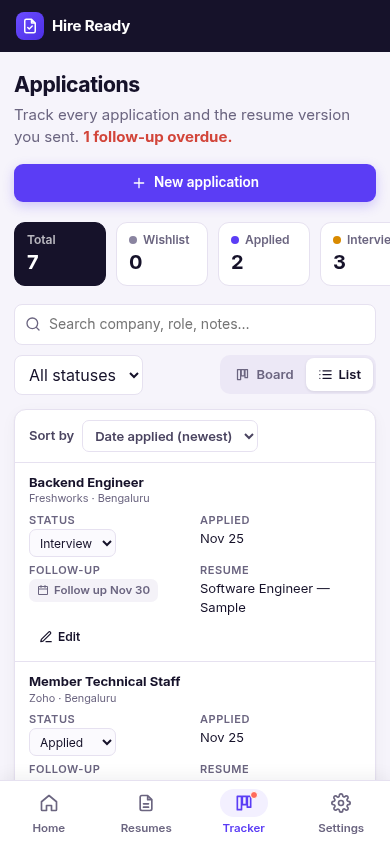 Hire Ready
Applications
Track every application and the resume version
you sent. 1 follow-up overdue.
New application
Total
7
Wishlist
0
Applied
2
Intervie
3
Search company, role, notes...
All statuses
Board
List
Sort by
Date applied (newest)
Backend Engineer
Freshworks · Bengaluru
STATUS
APPLIED
Interview
Nov 25
FOLLOW-UP
RESUME
Follow up Nov 30
Software Engineer —
Sample
Edit
Member Technical Staff
Zoho · Bengaluru
STATUS
APPLIED
Applied
Nov 25
FOLLOW-UP
RESUME
Home
Resumes
Tracker
Settings